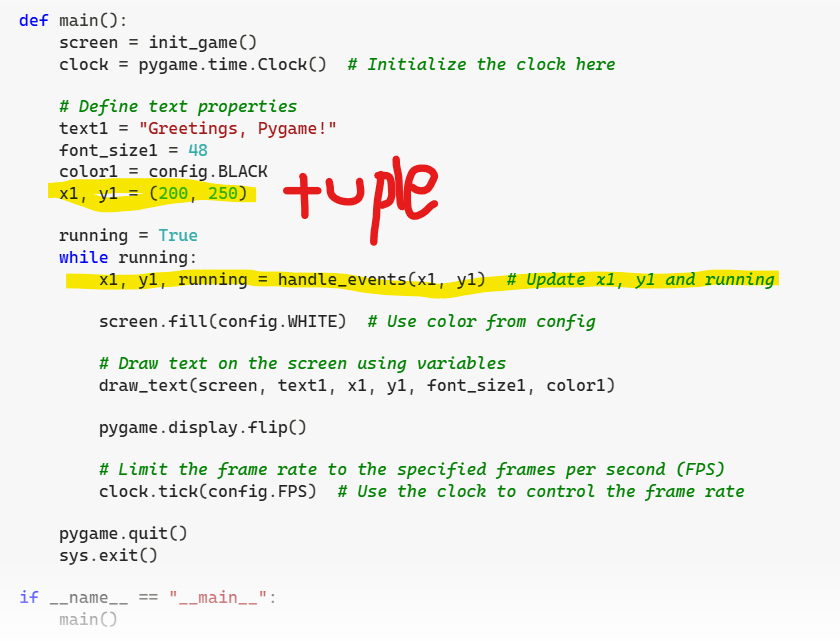 def main():
    screen = init_game()
    clock = pygame.time.Clock()  # Initialize the clock here
    # Define text properties
    text1 = "Greetings, Pygame!"
    font_size1 = 48
    color1 = config.BLACK
    x1, y1 = (200, 250)
tuple
    running = True
    while running:
        x1, y1, running = handle_events(x1, y1)  # Update x1, y1 and running
        screen.fill(config.WHITE)  # Use color from config
        # Draw text on the screen using variables
        draw_text(screen, text1, x1, y1, font_size1, color1)
        pygame.display.flip()
        # Limit the frame rate to the specified frames per second (FPS)
        clock.tick(config.FPS)  # Use the clock to control the frame rate
    pygame.quit()
    sys.exit()
if __name__ == "__main__":
    main()